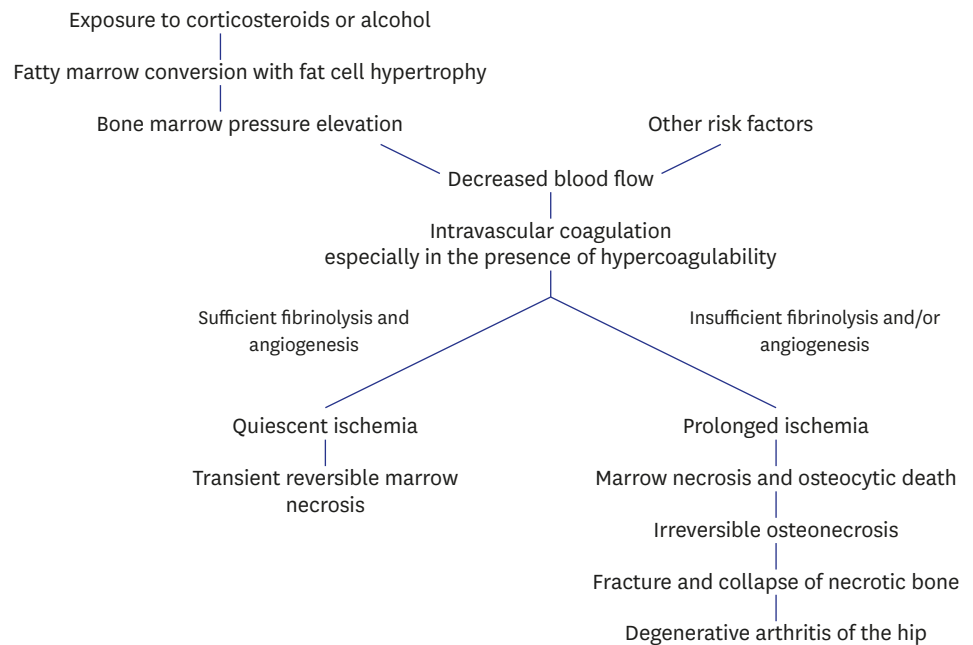 Exposure to corticosteroids or alcohol
Fatty marrow conversion with fat cell hypertrophy
Bone marrow pressure elevation
Other risk factors
Decreased blood flow
Intravascular coagulation
especially in the presence of hypercoagulability
Sufficient fibrinolysis and
angiogenesis
Insufficient fibrinolysis and/or
angiogenesis
Quiescent ischemia
Prolonged ischemia
Transient reversible marrow
necrosis
Marrow necrosis and osteocytic death
Irreversible osteonecrosis
Fracture and collapse of necrotic bone
Degenerative arthritis of the hip